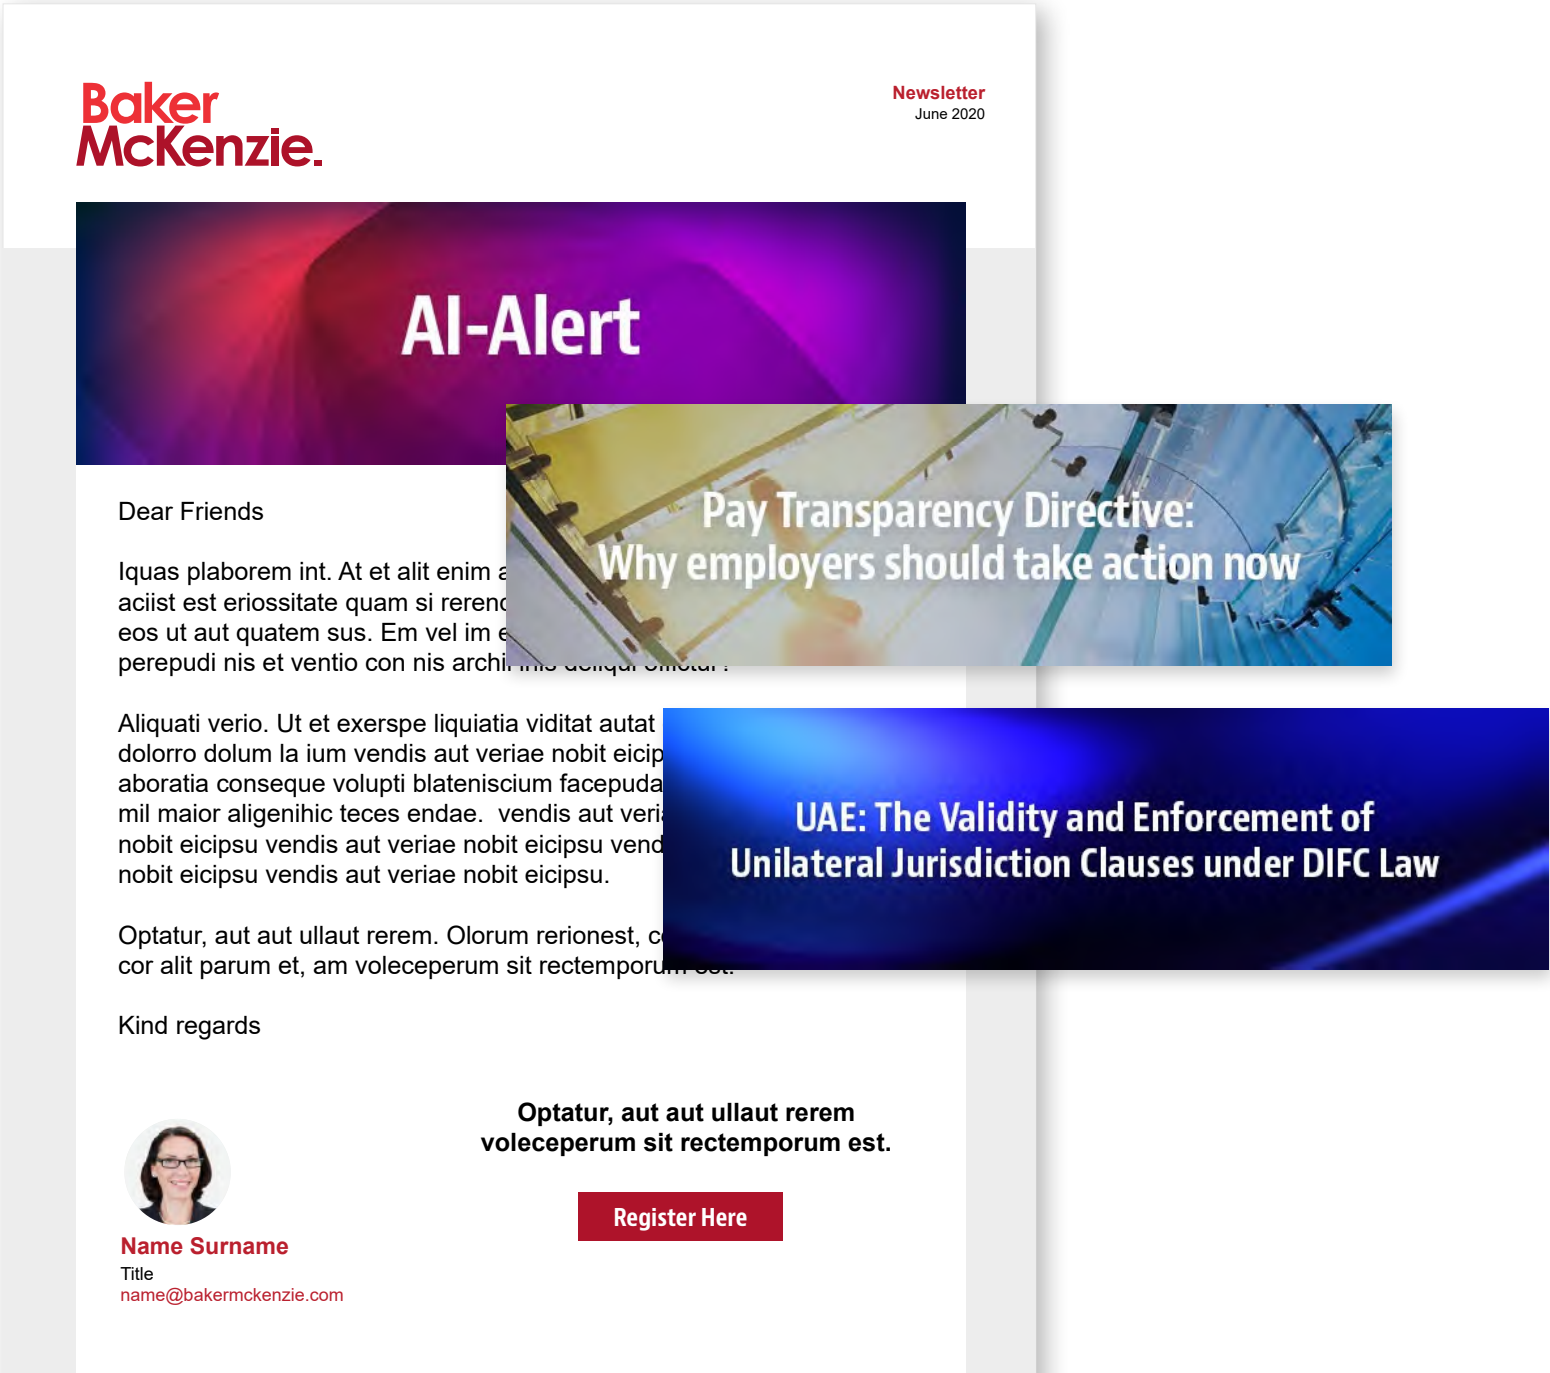 Baker
McKenzie.
Newsletter
June 2020
AI-Alert
Pay Transparency Directive:
Why employers should take action now
Dear Friends
Iquas plaborem int. At et alit enim
aciist est eriossitate quam si
eos ut aut quatem sus. Em vel im
perepudi nis et ventio con nis
Aliquati verio. Ut et exerspe liquiatia viditat autat
dolorro dolum la ium vendis aut veriae nobit
aboratia conseque volupti blateniscium facepuda
mil maior aligenihic teces endae. vendis aut
nobit eicipsu vendis aut veriae nobit eicipsu
nobit eicipsu vendis aut veriae nobit eicipsu.
UAE: The Validity and Enforcement of
Unilateral Jurisdiction Clauses under DIFC Law
Optatur, aut aut ullaut rerem. Olorum rerionest,
cor alit parum et, am voleceperum sit rectemporum est.
Kind regards
Optatur, aut aut ullaut rerem
voleceperum sit rectemporum est.
Register Here
Name Surname
Title
name@bakermckenzie.com